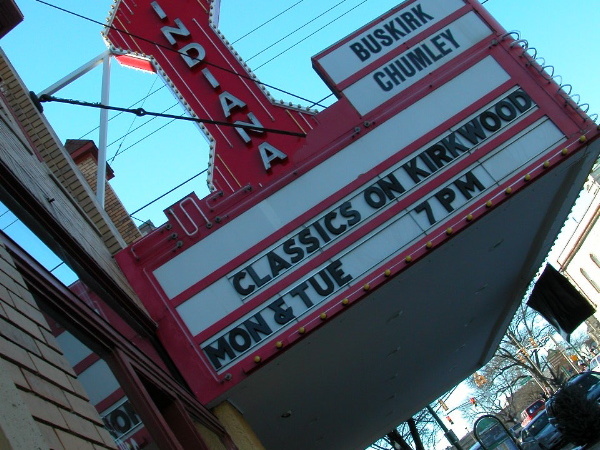 INDIANA
BUSKIRK
CHUMLEY
CLASSICS ON KIRKWOOD
MON & TUE 7 PM